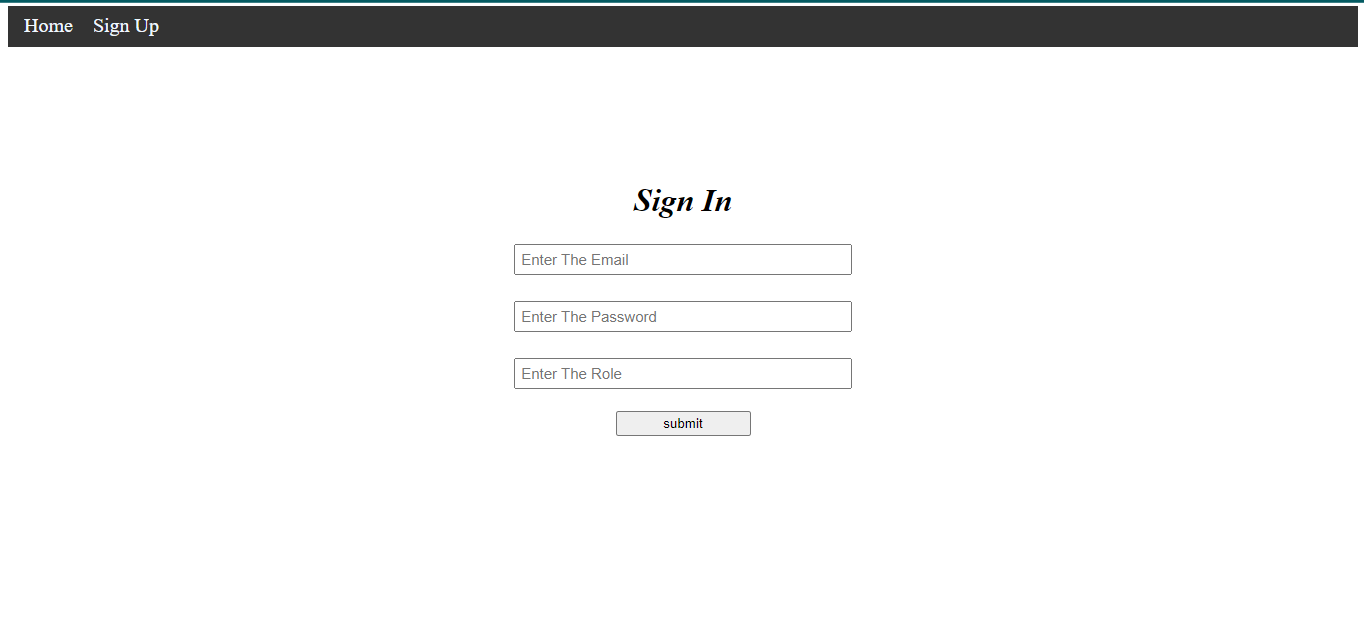 Home Sign Up
Sign In
Enter The Email
Enter The Password
Enter The Role
submit